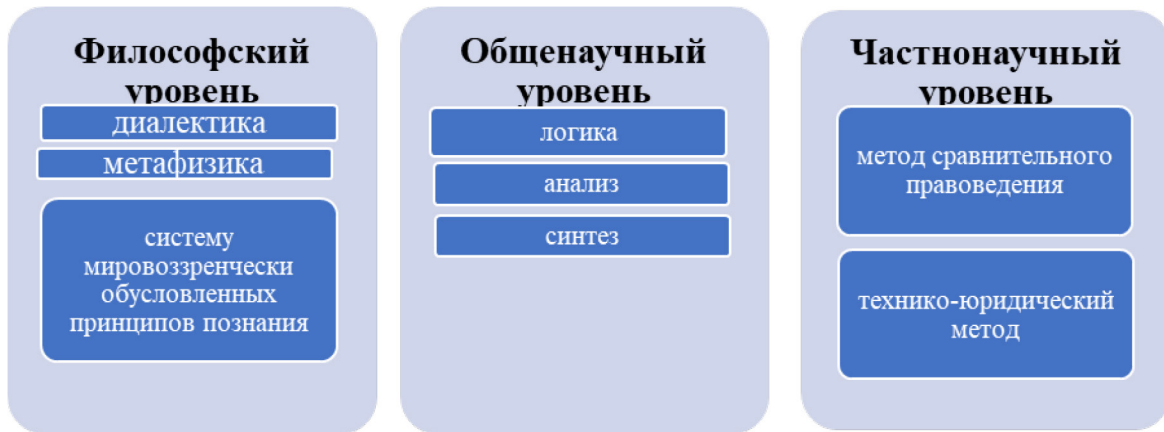 Философский
уровень
диалектика
метафизика
систему
мировоззренчески
обусловленных
принципов познания
Общенаучный
уровень
логика
анализ
синтез
Частнонаучный
уровень
метод сравнительного
правоведения
технико-юридический
метод